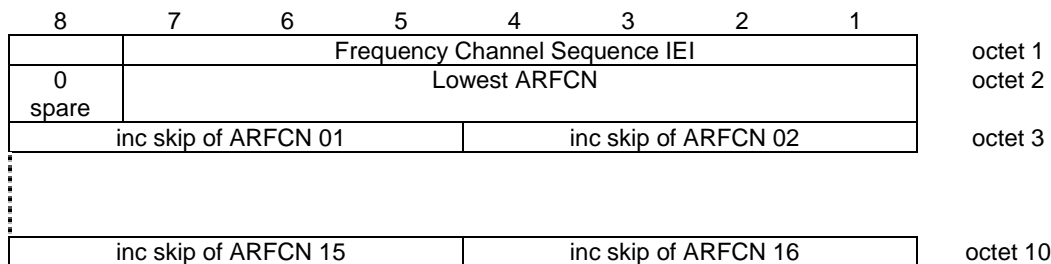 8 7 6 5 4 3 2 1
Frequency Channel Sequence IEI octet 1
0 Lowest ARFCN octet 2
spare
inc skip of ARFCN 01 inc skip of ARFCN 02 octet 3
inc skip of ARFCN 15 inc skip of ARFCN 16 octet 10